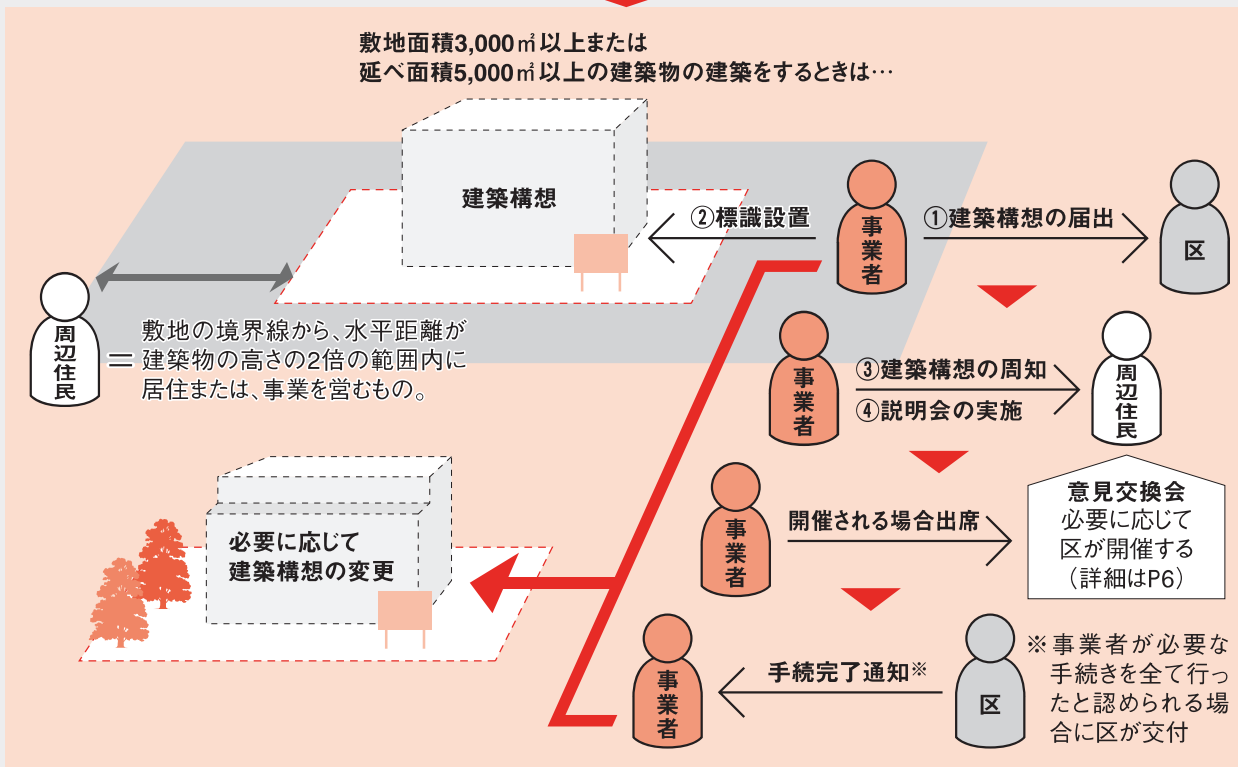 敷地面積3,000㎡以上または
延べ面積5,000㎡以上の建築物の建築をするときは…
建築構想
②標識設置
事業者
①建築構想の届出
区
周辺住民
＝
敷地の境界線から、水平距離が
建築物の高さの2倍の範囲内に
居住または、事業を営むもの。
事業者
③建築構想の周知
④説明会の実施
周辺住民
事業者
開催される場合出席
意見交換会
必要に応じて
区が開催する
（詳細はP6）
必要に応じて
建築構想の変更
事業者
手続完了通知※
区
※事業者が必要な
手続きを全て行っ
たと認められる場
合に区が交付